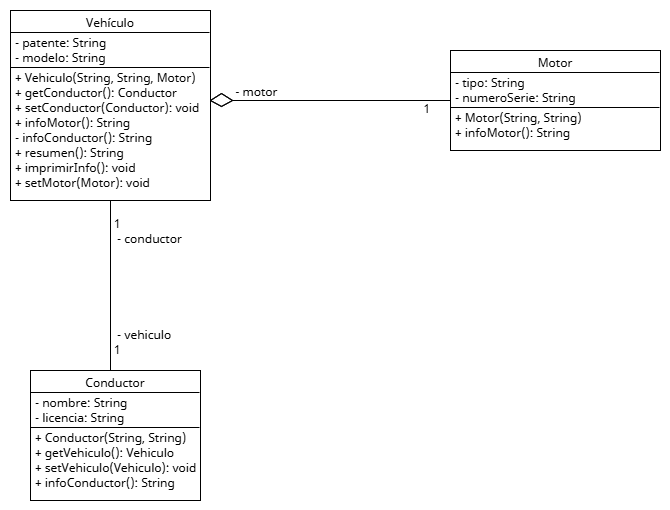 Vehículo
- patente: String
- modelo: String
+ Vehiculo(String, String, Motor)
+ getConductor(): Conductor
+ setConductor(Conductor): void
+ infoMotor(): String
- infoConductor(): String
+ resumen(): String
+ imprimirInfo(): void
+ setMotor(Motor): void
- motor
1
Motor
- tipo: String
- numeroSerie: String
+ Motor(String, String)
+ infoMotor(): String
1
- conductor
- vehiculo
1
Conductor
- nombre: String
- licencia: String
+ Conductor(String, String)
+ getVehiculo(): Vehiculo
+ setVehiculo(Vehiculo): void
+ infoConductor(): String